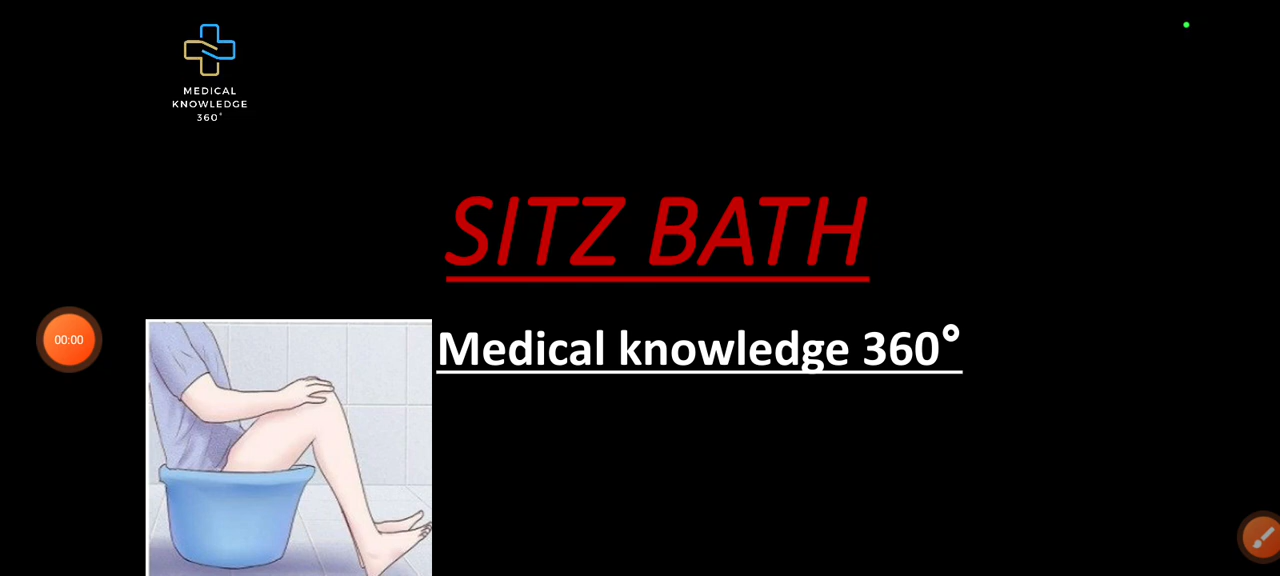 MEDICAL
KNOWLEDGE
360°
SITZ BATH
00:00
Medical knowledge 360°